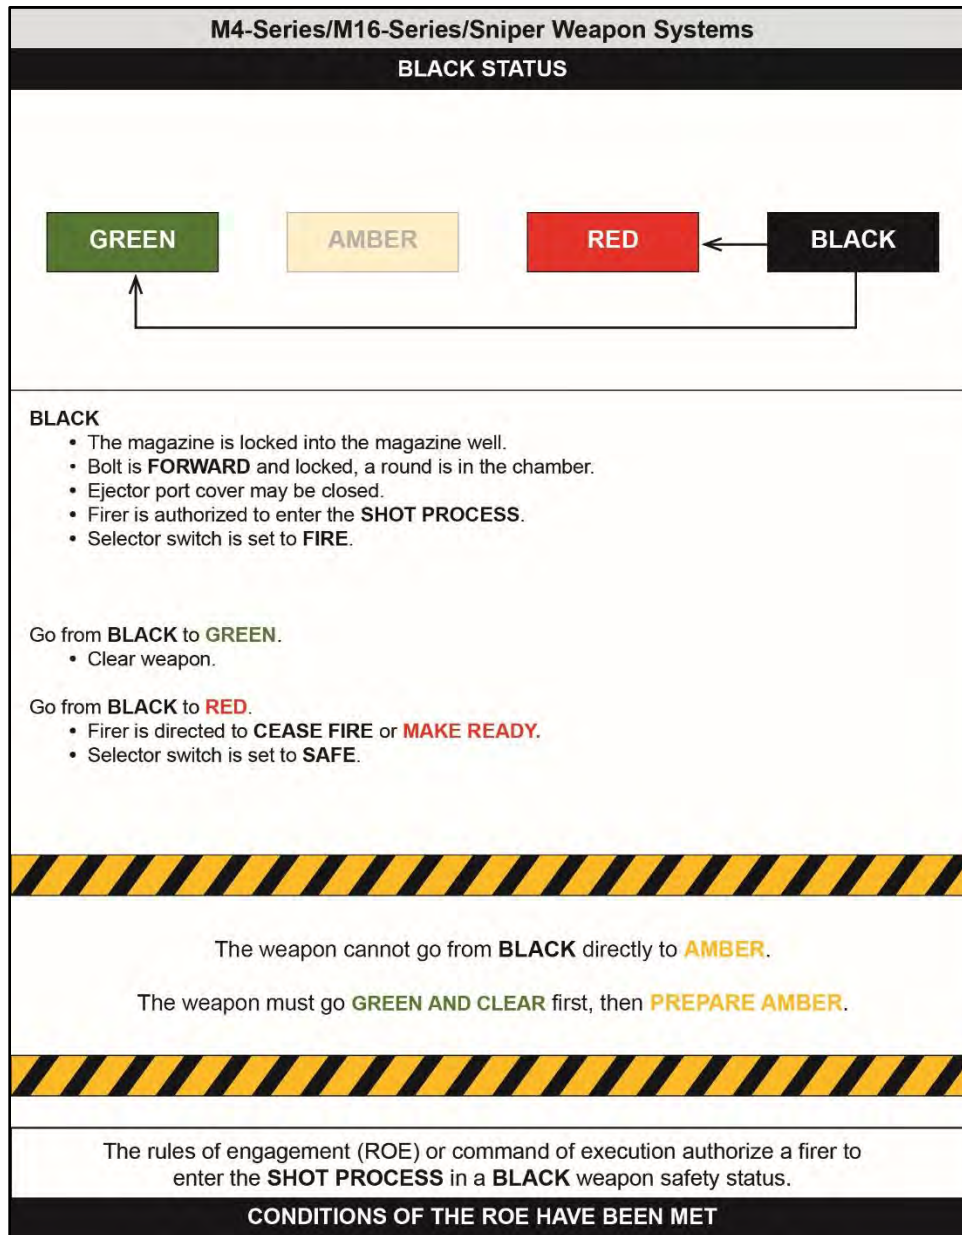 M4-Series/M16-Series/Sniper Weapon Systems
BLACK STATUS
GREEN
AMBER
RED
BLACK
BLACK
• The magazine is locked into the magazine well.
• Bolt is FORWARD and locked, a round is in the chamber.
• Ejector port cover may be closed.
• Firer is authorized to enter the SHOT PROCESS.
• Selector switch is set to FIRE.
Go from BLACK to GREEN.
• Clear weapon.
Go from BLACK to RED.
• Firer is directed to CEASE FIRE or MAKE READY.
• Selector switch is set to SAFE.
The weapon cannot go from BLACK directly to AMBER.
The weapon must go GREEN AND CLEAR first, then PREPARE AMBER.
The rules of engagement (ROE) or command of execution authorize a firer to
enter the SHOT PROCESS in a BLACK weapon safety status.
CONDITIONS OF THE ROE HAVE BEEN MET